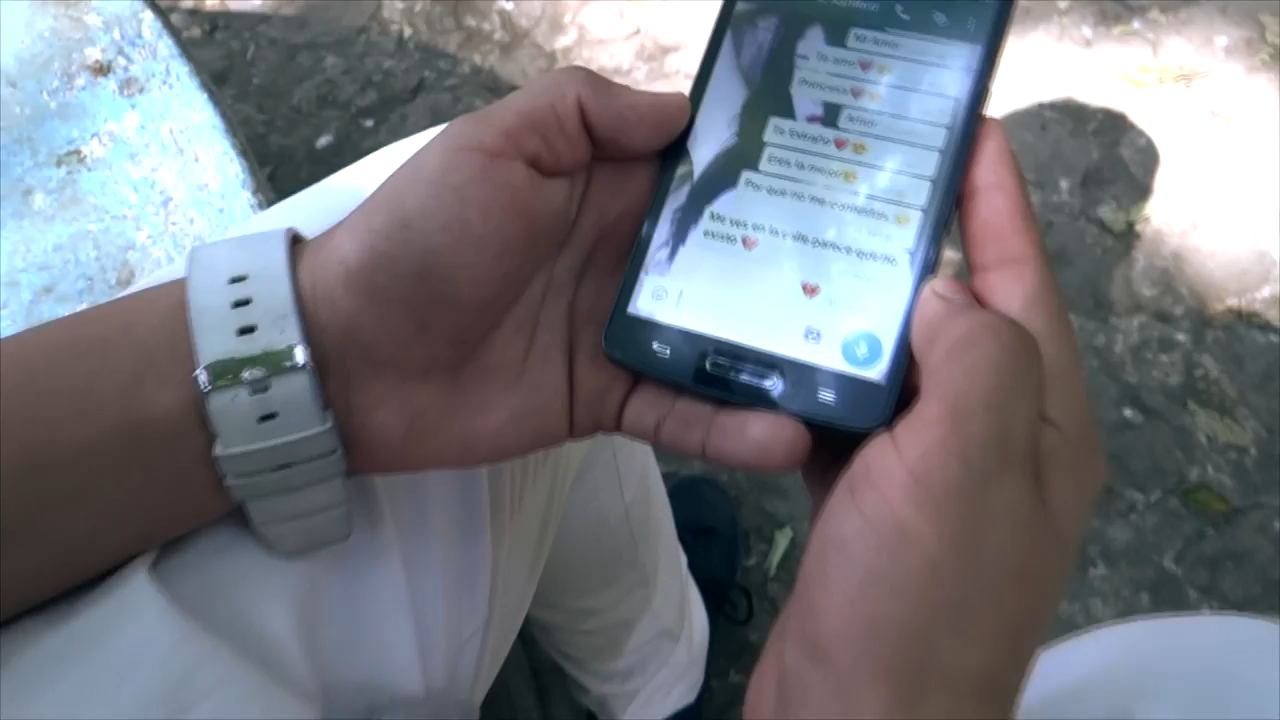 Te amo ❤
Princesa ❤
Amor
Te Extraño ❤
Eres la mejor
Por que no me contestas
Me ves en la calle parece que no
existo ❤
❤